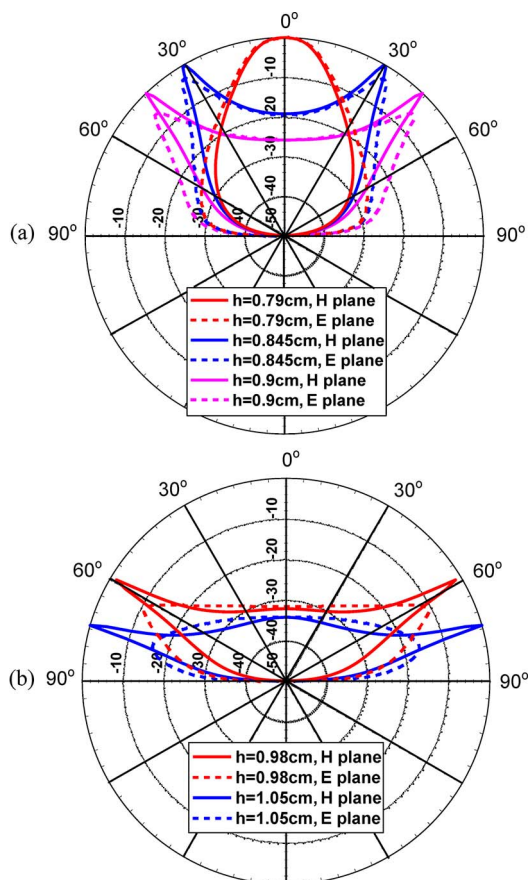 0°
30°
30°
60°
60°
90°
90°
-10
-20
-30
-40
-10
-20
-30
-40
-50
(a)
h=0.79cm, H plane
h=0.79cm, E plane
h=0.845cm, H plane
h=0.845cm, E plane
h=0.9cm, H plane
h=0.9cm, E plane
0°
30°
30°
60°
60°
90°
90°
-10
-20
-30
-40
-10
-20
-30
-40
-50
(b)
h=0.98cm, H plane
h=0.98cm, E plane
h=1.05cm, H plane
h=1.05cm, E plane